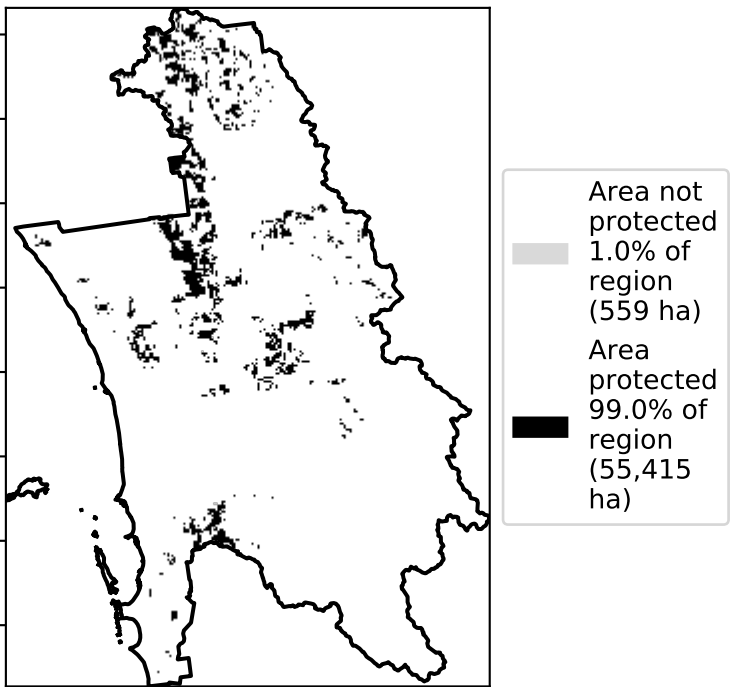 Area not
protected
1.0% of
region
(559 ha)
Area
protected
99.0% of
region
(55,415
ha)